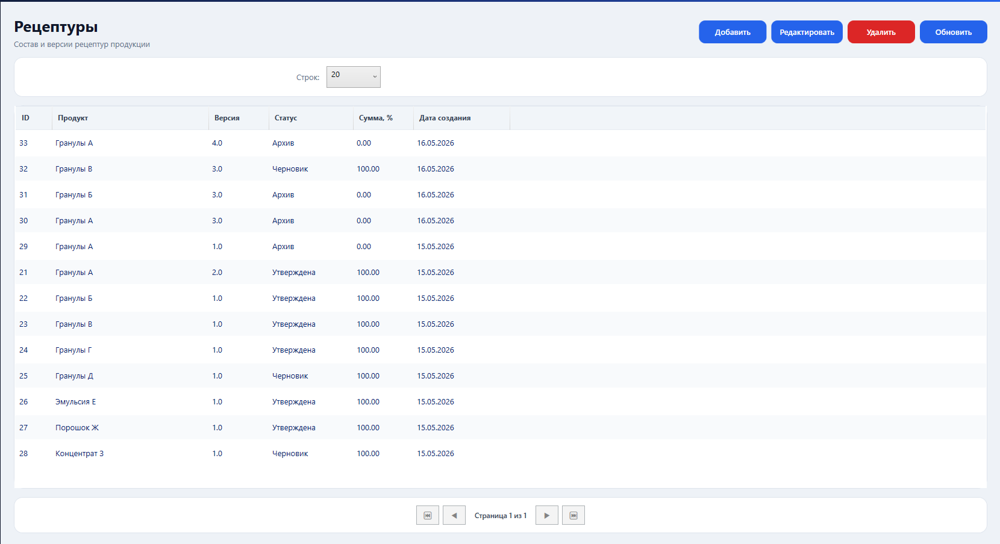 Рецептуры
Состав и версии рецептур продукции
Добавить Редактировать Удалить Обновить
Строк: 20
ID Продукт Версия Статус Сумма, % Дата создания
33 Гранулы А 4.0 Архив 0.00 16.05.2026
32 Гранулы В 3.0 Черновик 100.00 16.05.2026
31 Гранулы Б 3.0 Архив 0.00 16.05.2026
30 Гранулы А 3.0 Архив 0.00 16.05.2026
29 Гранулы А 1.0 Архив 0.00 15.05.2026
21 Гранулы А 2.0 Утверждена 100.00 15.05.2026
22 Гранулы Б 1.0 Утверждена 100.00 15.05.2026
23 Гранулы В 1.0 Утверждена 100.00 15.05.2026
24 Гранулы Г 1.0 Утверждена 100.00 15.05.2026
25 Гранулы Д 1.0 Черновик 100.00 15.05.2026
26 Эмульсия Е 1.0 Утверждена 100.00 15.05.2026
27 Порошок Ж 1.0 Утверждена 100.00 15.05.2026
28 Концентрат З 1.0 Черновик 100.00 15.05.2026
Страница 1 из 1